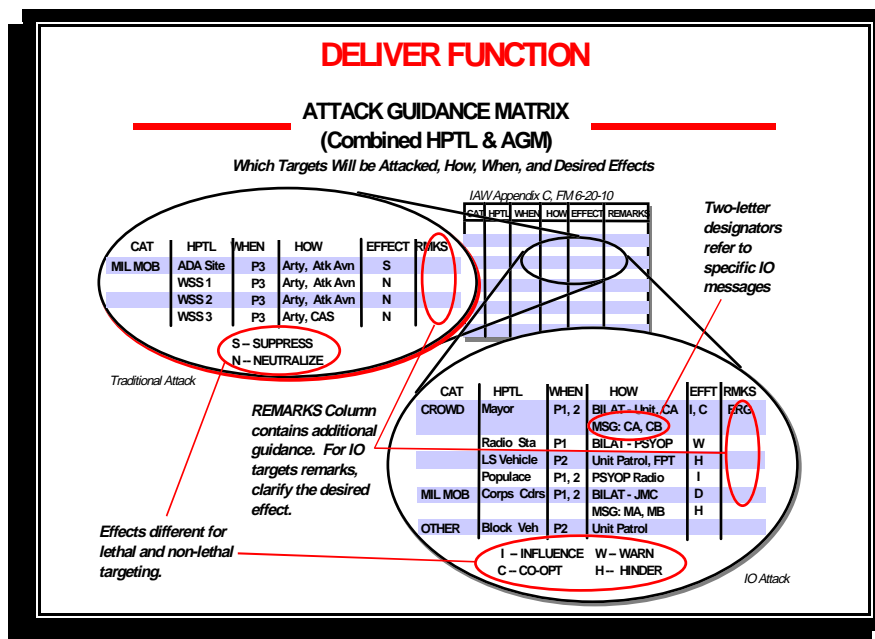 DELIVER FUNCTION
ATTACK GUIDANCE MATRIX
(Combined HPTL & AGM)
Which Targets Will be Attacked, How, When, and Desired Effects
IAW Appendix C, FM 6-20-10
CAT HPTL WHEN HOW EFFECT REMARKS
Two-letter
designators
refer to
specific IO
messages
CAT HPTL WHEN HOW EFFECT RMKS
MIL MOB ADA Site P3 Arty, Atk Avn S
WSS 1 P3 Arty, Atk Avn N
WSS 2 P3 Arty, Atk Avn N
WSS 3 P3 Arty, CAS N
S -- SUPPRESS
N -- NEUTRALIZE
Traditional Attack
REMARKS Column
contains additional
guidance. For IO
targets remarks,
clarify the desired
effect.
Effects different for
lethal and non-lethal
targeting.
CAT HPTL WHEN HOW EFFT RMKS
CROWD Mayor P1, 2 BILAT - Unit, CA I, C ERG
MSG: CA, CB
Radio Sta P1 BILAT - PSYOP W
LS Vehicle P2 Unit Patrol, FPT H
Populace P1, 2 PSYOP Radio I
MIL MOB Corps Cdrs P1, 2 BILAT - JMC D
MSG: MA, MB H
OTHER Block Veh P2 Unit Patrol
I -- INFLUENCE W -- WARN
C -- CO-OPT H -- HINDER
IO Attack